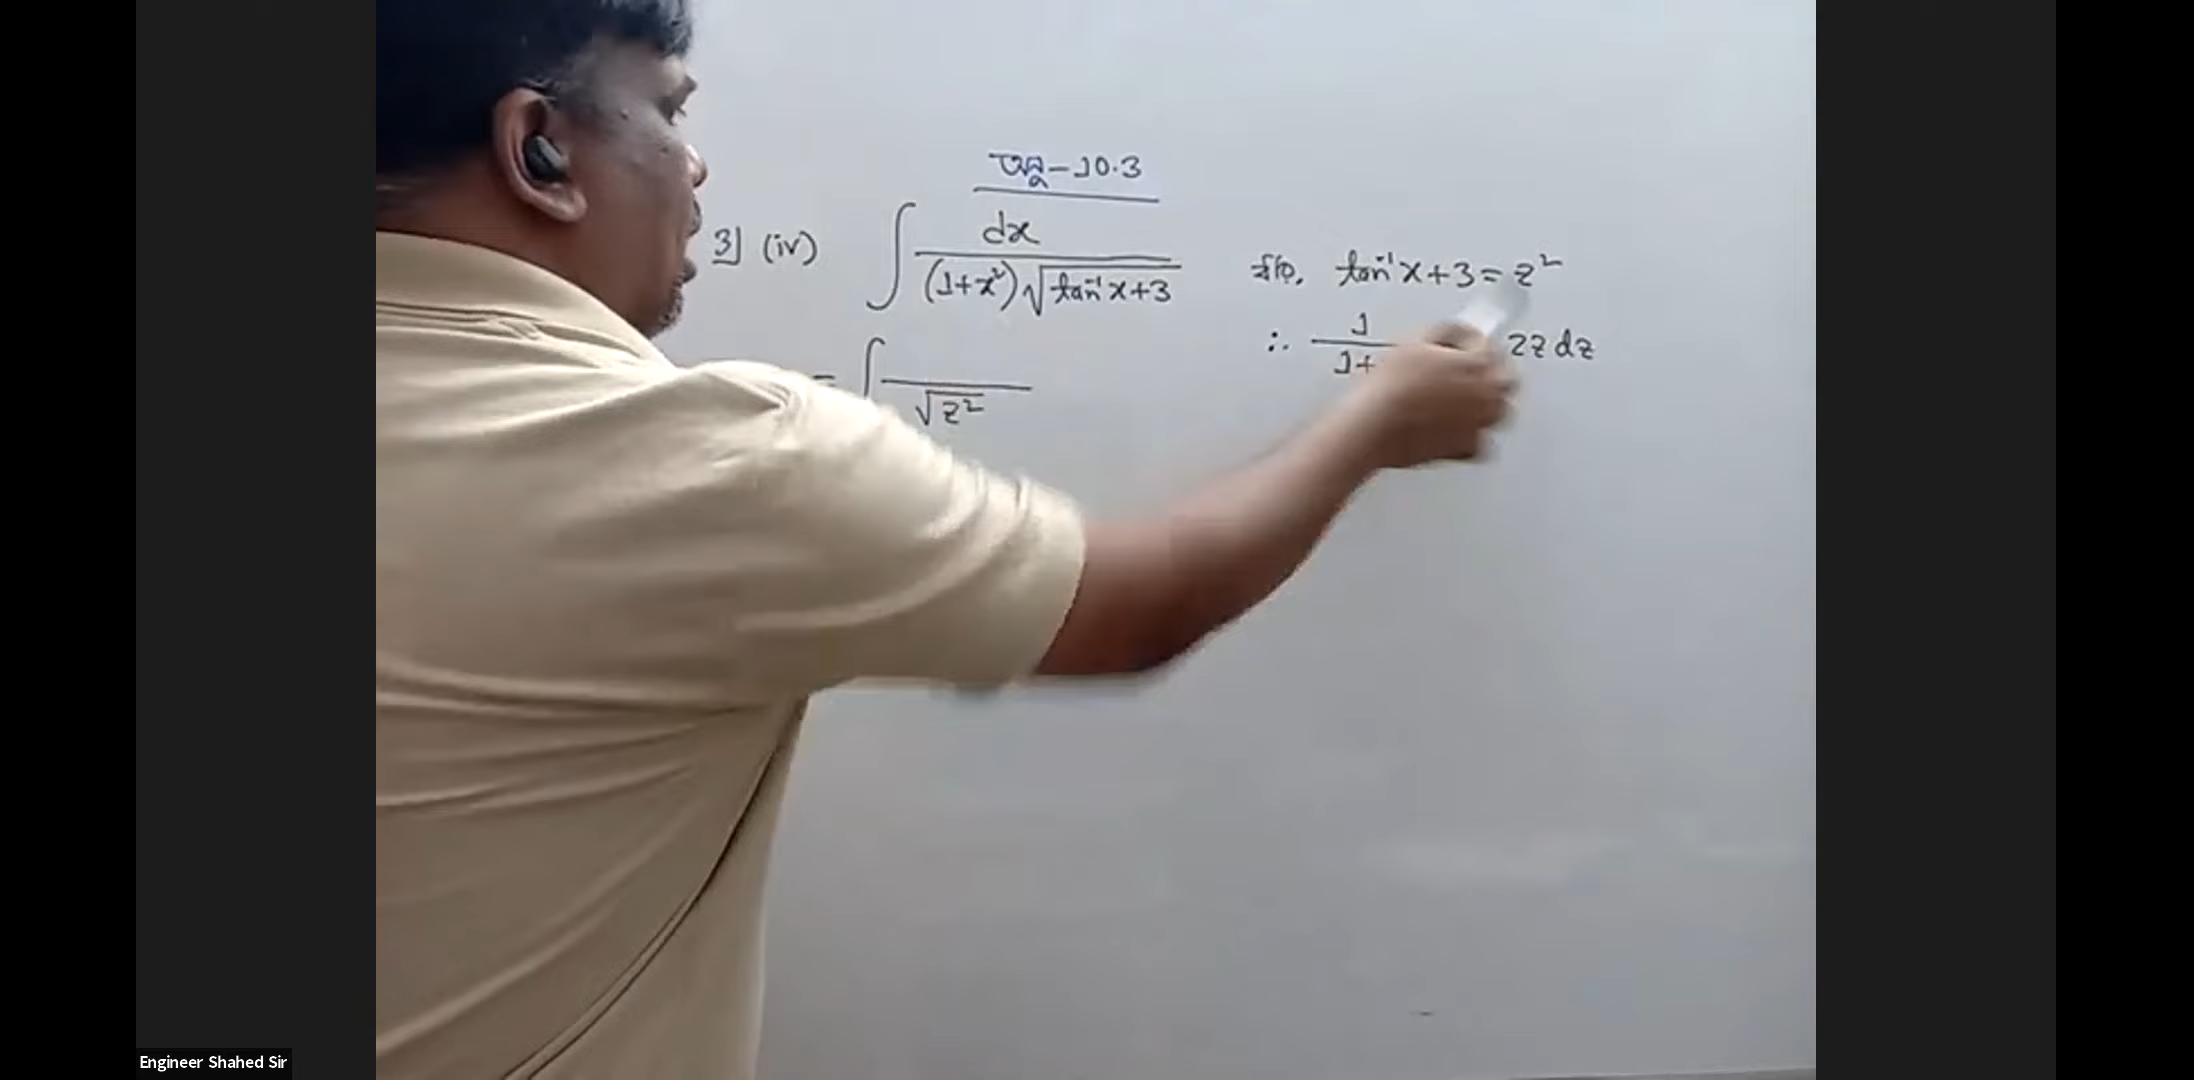 অনু-10.3
3] (iv) ∫ dx / (1+x²)√(tan⁻¹x+3)
ধরি, tan⁻¹x+3 = z²
= ∫ / √z²
∴ 1 / 1+ 2z dz
Engineer Shahed Sir